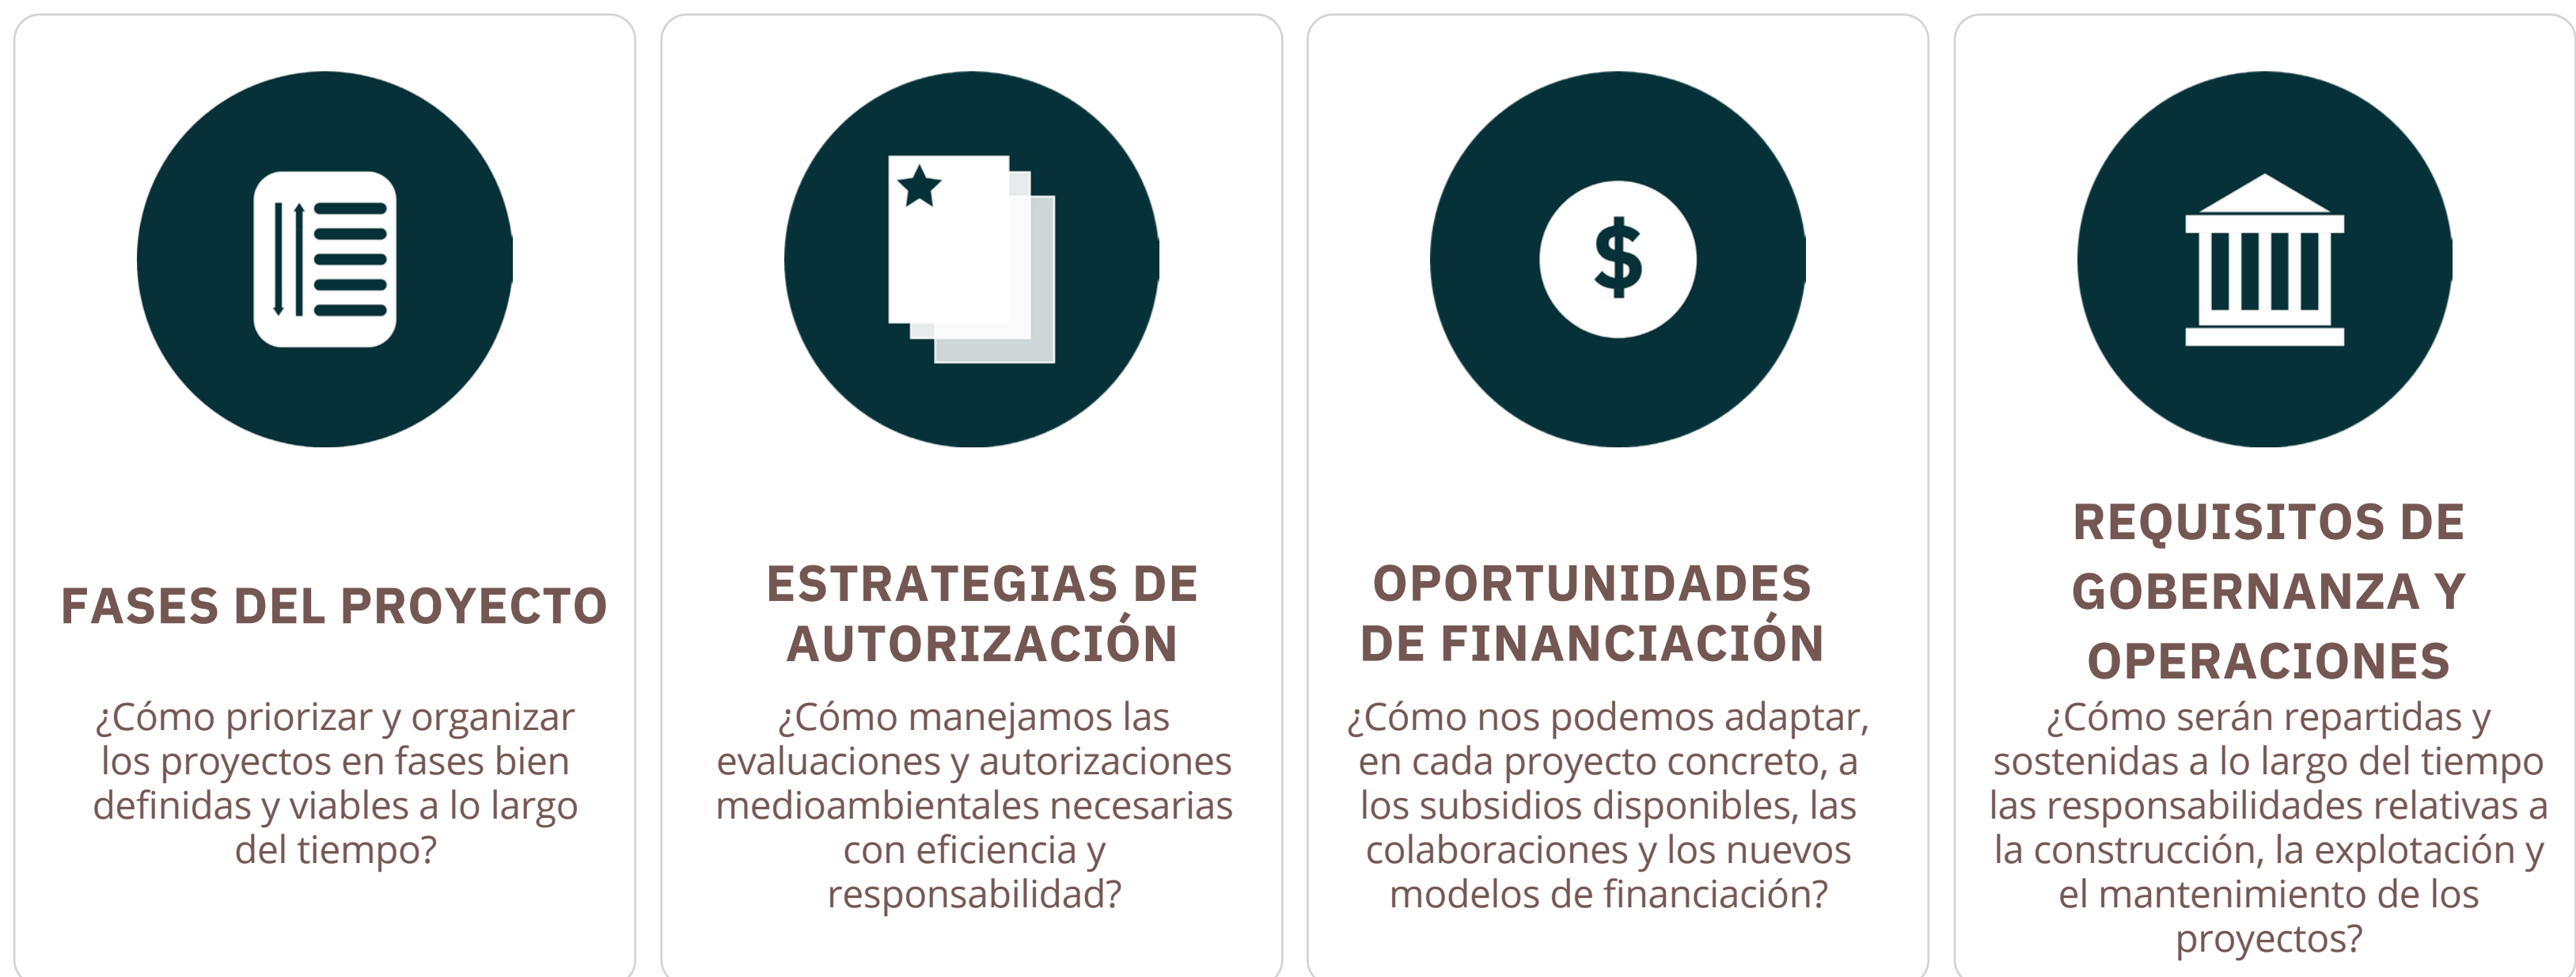 $
FASES DEL PROYECTO
¿Cómo priorizar y organizar
los proyectos en fases bien
definidas y viables a lo largo
del tiempo?
ESTRATEGIAS DE
AUTORIZACIÓN
¿Cómo manejamos las
evaluaciones y autorizaciones
medioambientales necesarias
con eficiencia y
responsabilidad?
OPORTUNIDADES
DE FINANCIACIÓN
¿Cómo nos podemos adaptar,
en cada proyecto concreto, a
los subsidios disponibles, las
colaboraciones y los nuevos
modelos de financiación?
REQUISITOS DE
GOBERNANZA Y
OPERACIONES
¿Cómo serán repartidas y
sostenidas a lo largo del tiempo
las responsabilidades relativas a
la construcción, la explotación y
el mantenimiento de los
proyectos?